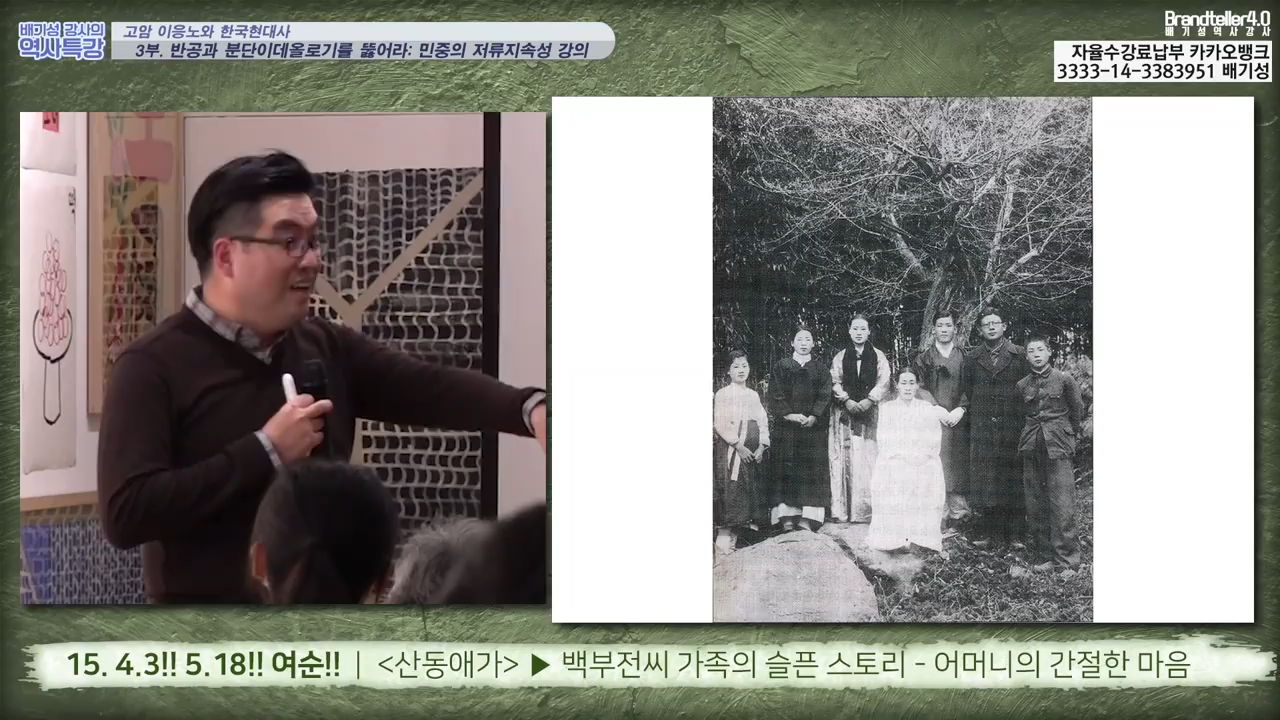 배기성 강사의
역사특강
고암 이응노와 한국현대사
3부. 반공과 분단이데올로기를 뚫어라: 민중의 저류지속성 강의
Brandteller4.0
배기성역사강사
자율수강료납부 카카오뱅크
3333-14-3383951 배기성
15. 4.3!! 5.18!! 여순!! | <산동애가> ▶ 백부전씨 가족의 슬픈 스토리 - 어머니의 간절한 마음